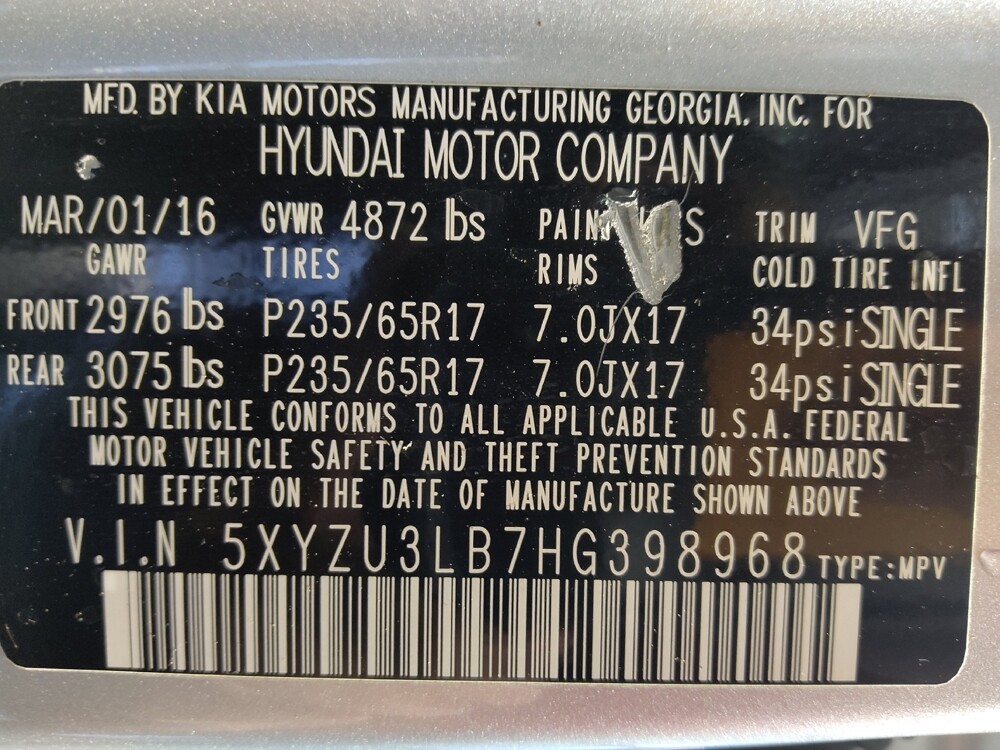 MFD. BY KIA MOTORS MANUFACTURING GEORGIA, INC. FOR
HYUNDAI MOTOR COMPANY
MAR/01/16 GVWR 4872 lbs S TRIM VFG
GAWR TIRES RIMS COLD TIRE INFL
FRONT 2976 lbs P235/65R17 7.0JX17 34psi SINGLE
REAR 3075 lbs P235/65R17 7.0JX17 34psi SINGLE
THIS VEHICLE CONFORMS TO ALL APPLICABLE U.S.A. FEDERAL
MOTOR VEHICLE SAFETY AND THEFT PREVENTION STANDARDS
IN EFFECT ON THE DATE OF MANUFACTURE SHOWN ABOVE
V.I.N 5XYZU3LB7HG398968 TYPE:MPV